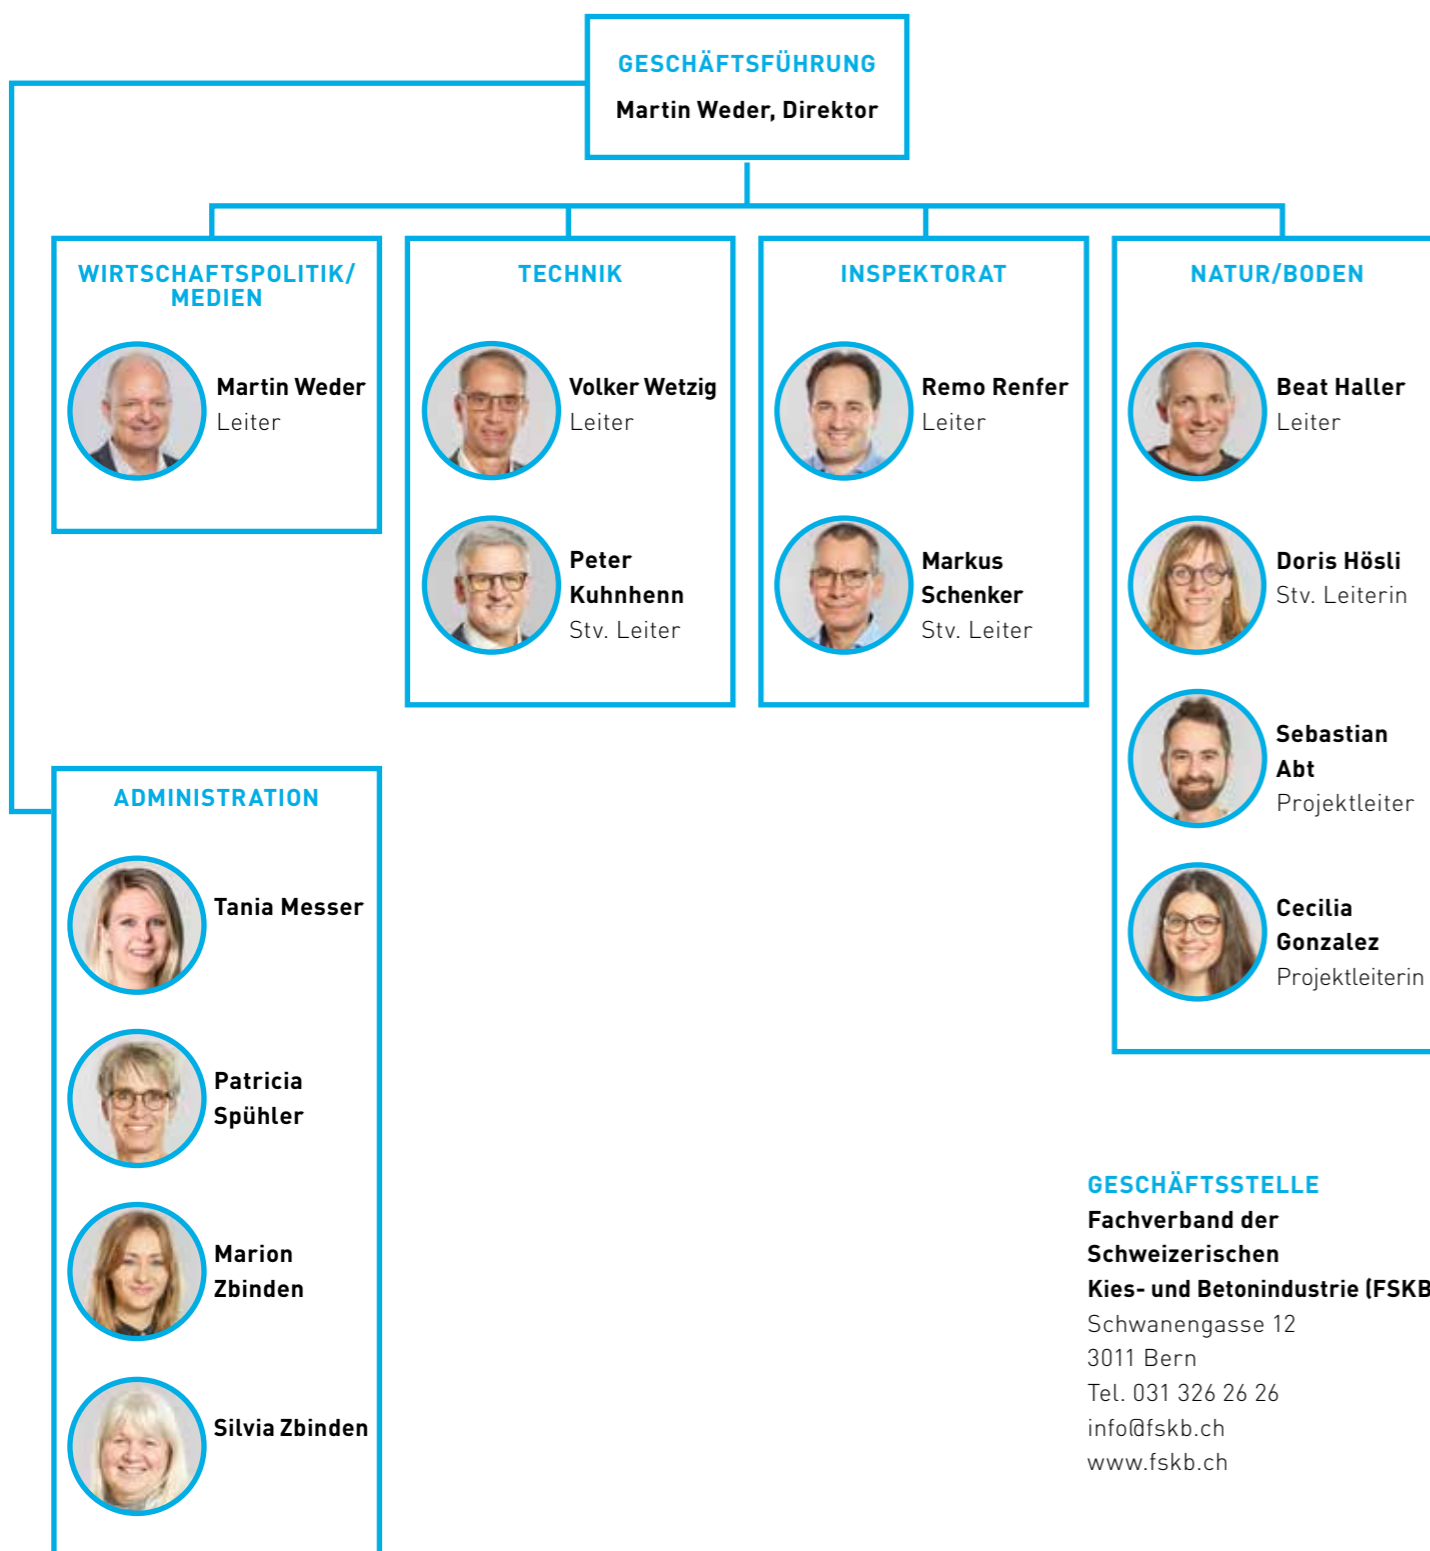 GESCHÄFTSFÜHRUNG
Martin Weder, Direktor
WIRTSCHAFTSPOLITIK/
MEDIEN
Martin Weder
Leiter
TECHNIK
Volker Wetzig
Leiter
Peter
Kuhnhenn
Stv. Leiter
INSPEKTORAT
Remo Renfer
Leiter
Markus
Schenker
Stv. Leiter
NATUR/BODEN
Beat Haller
Leiter
Doris Hösli
Stv. Leiterin
Sebastian
Abt
Projektleiter
Cecilia
Gonzalez
Projektleiterin
ADMINISTRATION
Tania Messer
Patricia
Spühler
Marion
Zbinden
Silvia Zbinden
GESCHÄFTSSTELLE
Fachverband der
Schweizerischen
Kies- und Betonindustrie (FSKB
Schwanengasse 12
3011 Bern
Tel. 031 326 26 26
info@fskb.ch
www.fskb.ch